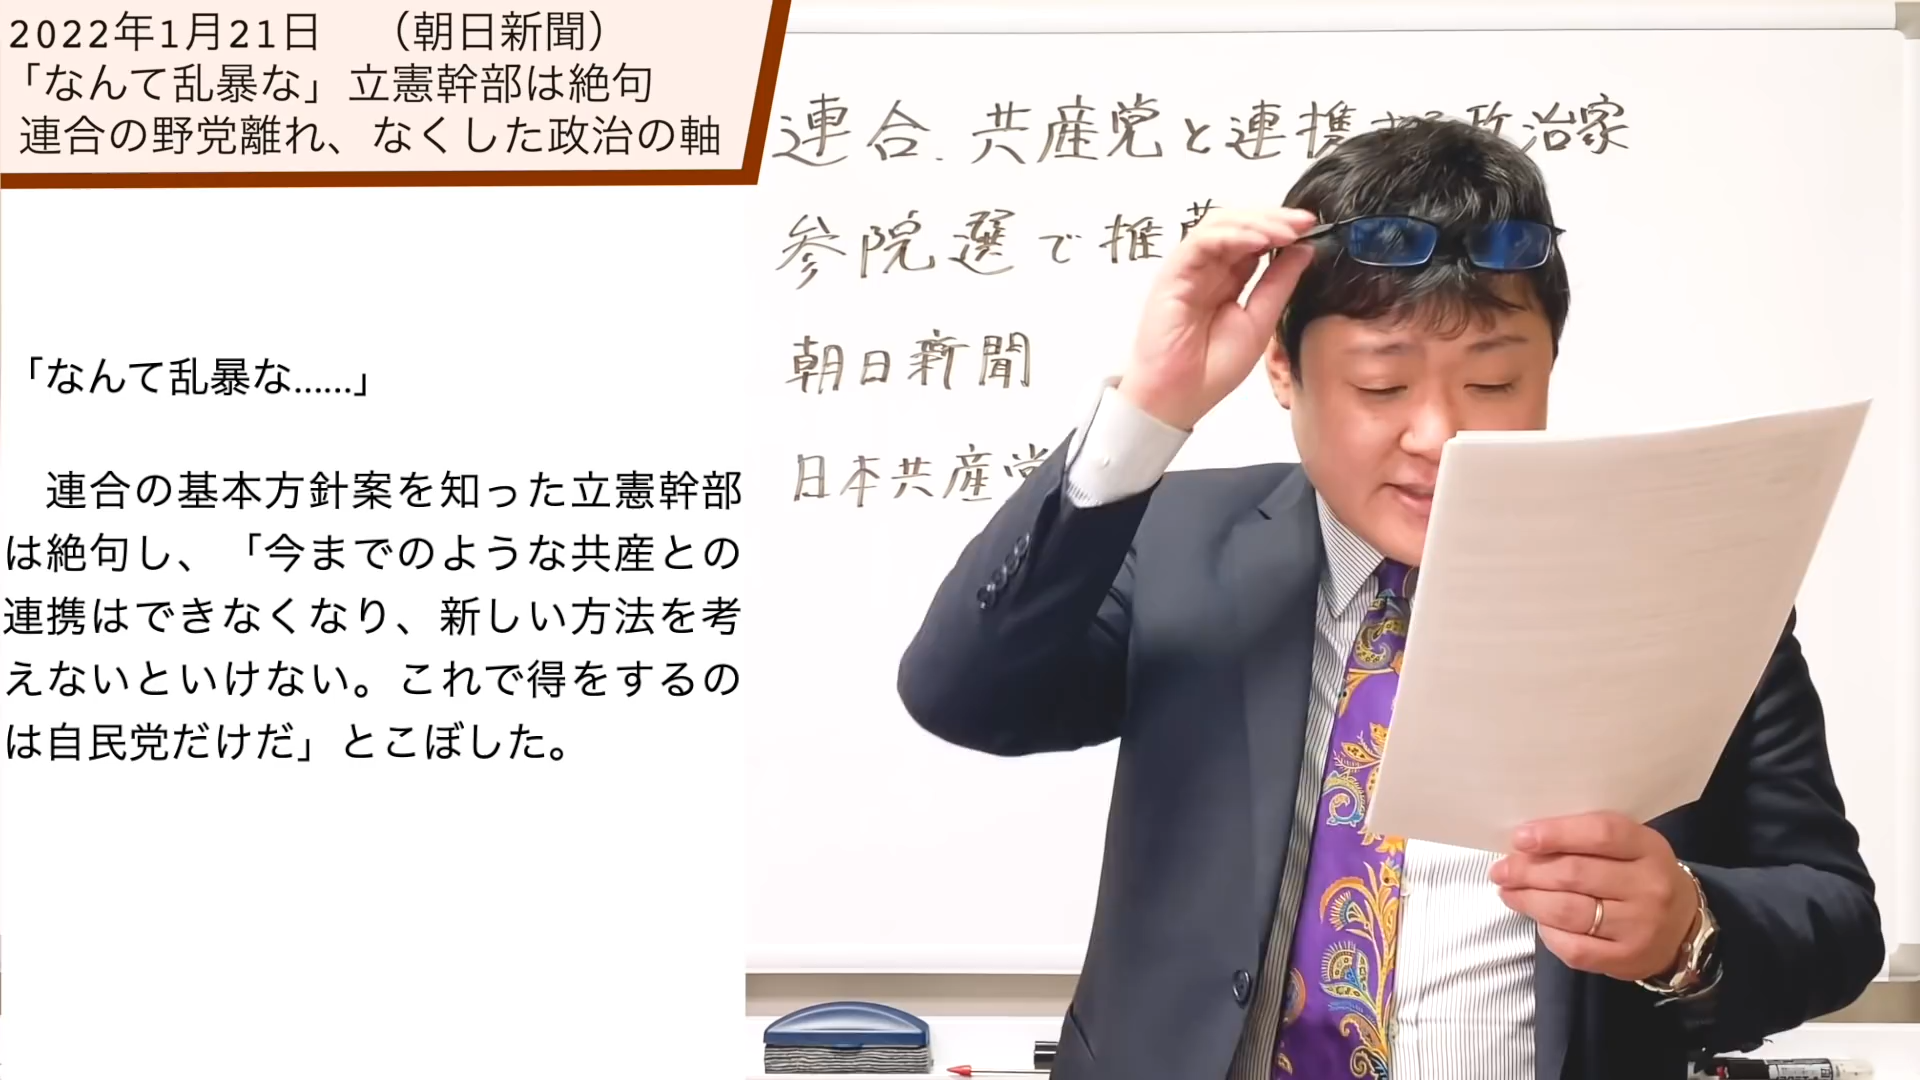 2022年1月21日 （朝日新聞）
「なんて乱暴な」立憲幹部は絶句
連合の野党離れ、なくした政治の軸
「なんて乱暴な......」
連合の基本方針案を知った立憲幹部
は絶句し、「今までのような共産との
連携はできなくなり、新しい方法を考
えないといけない。これで得をするの
は自民党だけだ」とこぼした。
連合、共産党と連携 政治家
参院選で推薦
朝日新聞
日本共産党